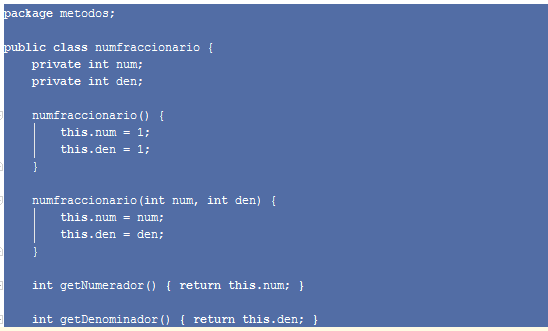 package metodos;
public class numfraccionario {
private int num;
private int den;
numfraccionario() {
this.num = 1;
this.den = 1;
}
numfraccionario(int num, int den) {
this.num = num;
this.den = den;
}
int getNumerador() { return this.num; }
int getDenominador() { return this.den; }